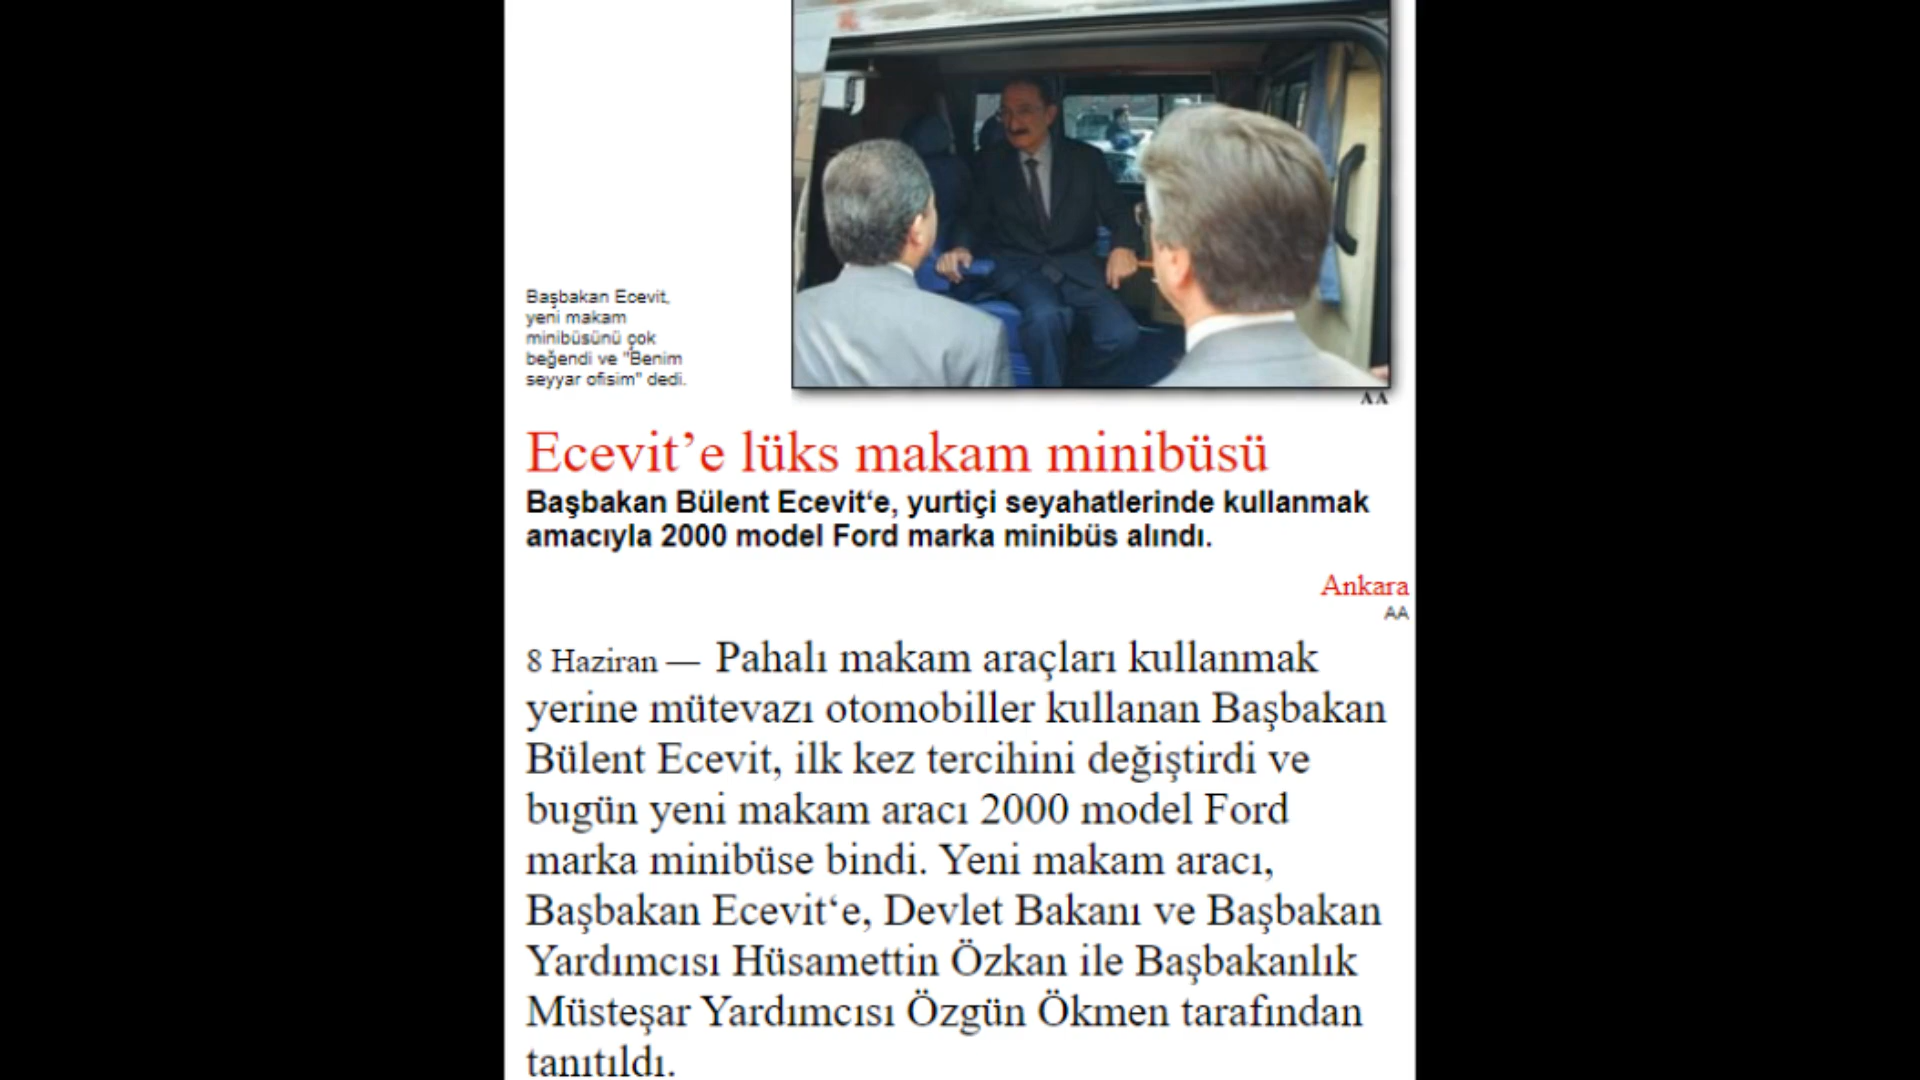 Başbakan Ecevit,
yeni makam
minibüsünü çok
beğendi ve "Benim
seyyar ofisim" dedi.
AA
Ecevit’e lüks makam minibüsü
Başbakan Bülent Ecevit‘e, yurtiçi seyahatlerinde kullanmak
amacıyla 2000 model Ford marka minibüs alındı.
Ankara
AA
8 Haziran — Pahalı makam araçları kullanmak
yerine mütevazı otomobiller kullanan Başbakan
Bülent Ecevit, ilk kez tercihini değiştirdi ve
bugün yeni makam aracı 2000 model Ford
marka minibüse bindi. Yeni makam aracı,
Başbakan Ecevit‘e, Devlet Bakanı ve Başbakan
Yardımcısı Hüsamettin Özkan ile Başbakanlık
Müsteşar Yardımcısı Özgün Ökmen tarafından
tanıtıldı.